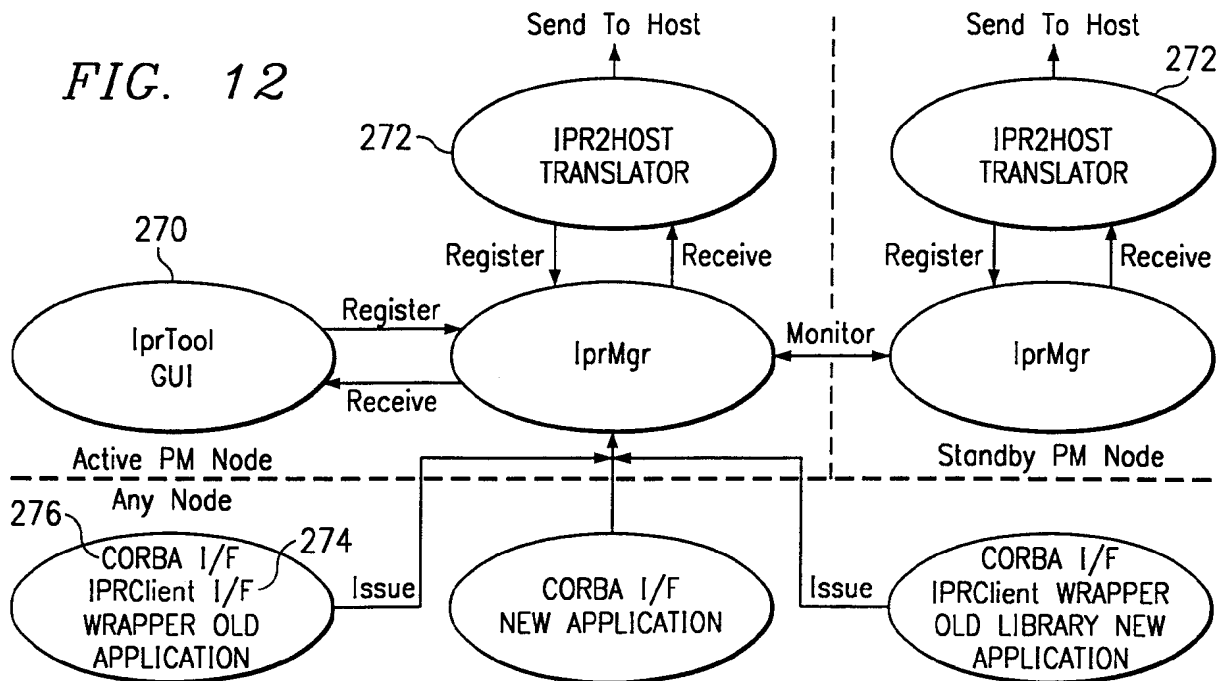 Send To Host
Send To Host
FIG. 12
272
272
IPR2HOST
TRANSLATOR
IPR2HOST
TRANSLATOR
270
Register
Receive
Register
Receive
IprTool
GUI
Register
Receive
IprMgr
Monitor
IprMgr
Active PM Node
Standby PM Node
Any Node
276
274
CORBA I/F
IPRClient I/F
WRAPPER OLD
APPLICATION
Issue
CORBA I/F
NEW APPLICATION
Issue
CORBA I/F
IPRClient WRAPPER
OLD LIBRARY NEW
APPLICATION